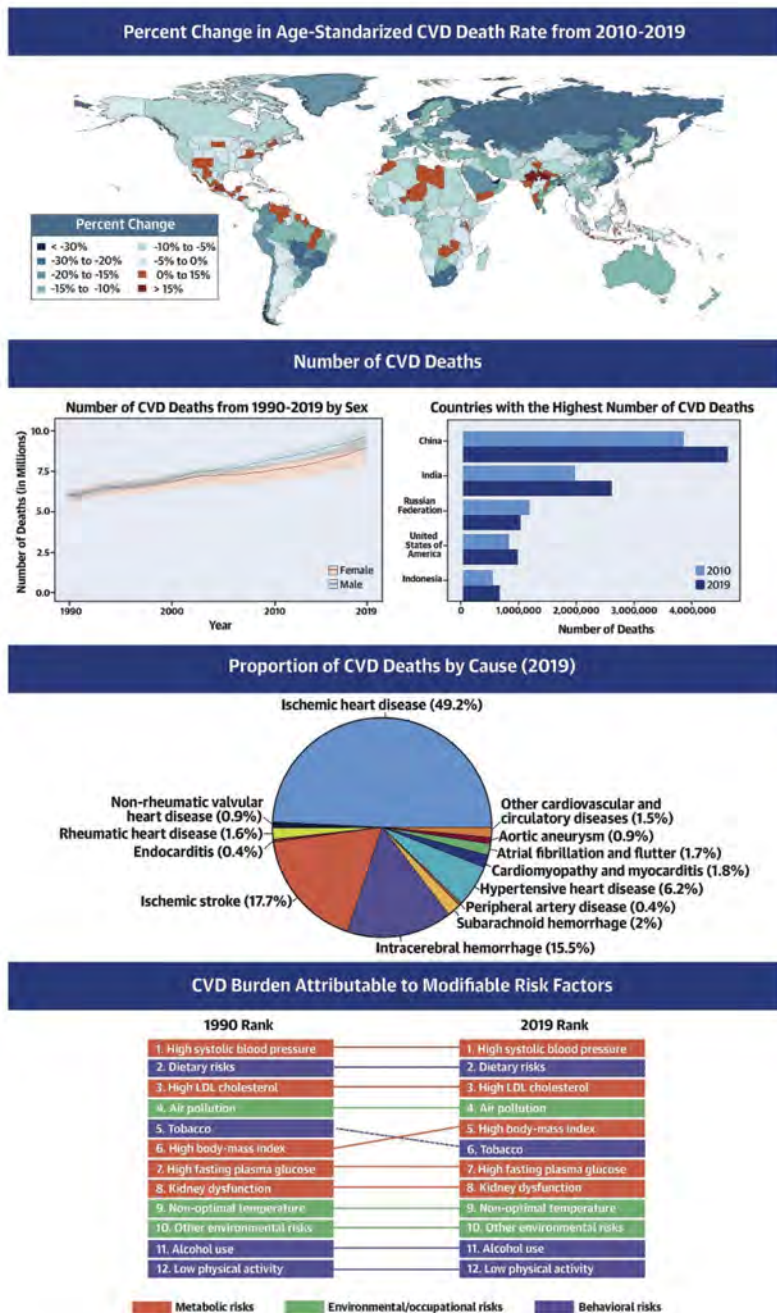 Percent Change in Age-Standarized CVD Death Rate from 2010-2019
Percent Change
< -30%
-30% to -20%
-20% to -15%
-15% to -10%
-10% to -5%
-5% to 0%
0% to 15%
> 15%
Number of CVD Deaths
Number of CVD Deaths from 1990-2019 by Sex
Number of Deaths (in Millions)
10.0
7.5
5.0
2.5
0.0
1990
2000
2010
2019
Year
Female
Male
Countries with the Highest Number of CVD Deaths
China
India
Russian
Federation
United
States of
America
Indonesia
0
1,000,000
2,000,000
3,000,000
4,000,000
Number of Deaths
2010
2019
Proportion of CVD Deaths by Cause (2019)
Ischemic heart disease (49.2%)
Non-rheumatic valvular
heart disease (0.9%)
Rheumatic heart disease (1.6%)
Endocarditis (0.4%)
Ischemic stroke (17.7%)
Intracerebral hemorrhage (15.5%)
Other cardiovascular and
circulatory diseases (1.5%)
Aortic aneurysm (0.9%)
Atrial fibrillation and flutter (1.7%)
Cardiomyopathy and myocarditis (1.8%)
Hypertensive heart disease (6.2%)
Peripheral artery disease (0.4%)
Subarachnoid hemorrhage (2%)
CVD Burden Attributable to Modifiable Risk Factors
1990 Rank
1. High systolic blood pressure
2. Dietary risks
3. High LDL cholesterol
4. Air pollution
5. Tobacco
6. High body-mass index
7. High fasting plasma glucose
8. Kidney dysfunction
9. Non-optimal temperature
10. Other environmental risks
11. Alcohol use
12. Low physical activity
2019 Rank
1. High systolic blood pressure
2. Dietary risks
3. High LDL cholesterol
4. Air pollution
5. High body-mass index
6. Tobacco
7. High fasting plasma glucose
8. Kidney dysfunction
9. Non-optimal temperature
10. Other environmental risks
11. Alcohol use
12. Low physical activity
Metabolic risks
Environmental/occupational risks
Behavioral risks